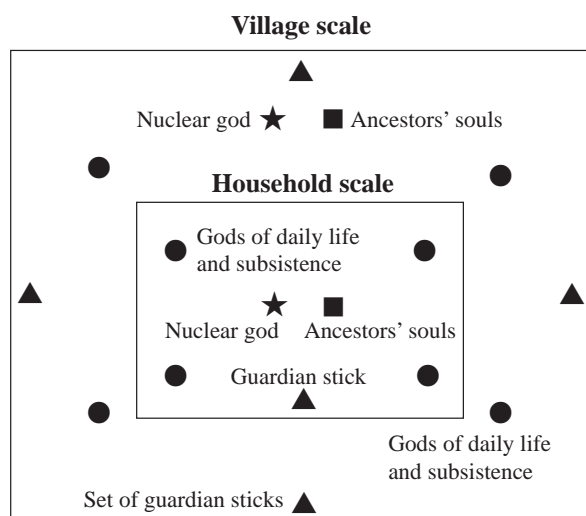 Village scale
Nuclear god
Ancestors’ souls
Household scale
Gods of daily life
and subsistence
Nuclear god
Ancestors’ souls
Guardian stick
Gods of daily life
and subsistence
Set of guardian sticks